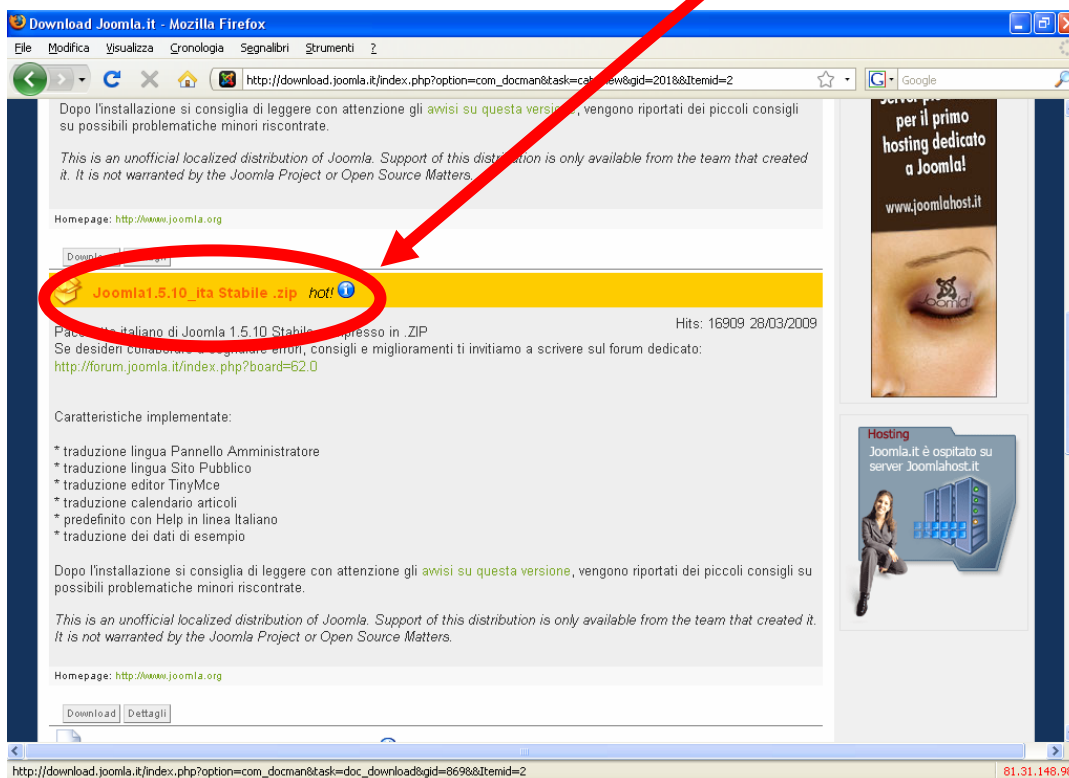 Download Joomla.it - Mozilla Firefox
File Modifica Visualizza Cronologia Segnalibri Strumenti ?
http://download.joomla.it/index.php?option=com_docman&task=cat_view&gid=201&&Itemid=2
Google
Dopo l'installazione si consiglia di leggere con attenzione gli avvisi su questa versione, vengono riportati dei piccoli consigli
su possibili problematiche minori riscontrate.
This is an unofficial localized distribution of Joomla. Support of this distribution is only available from the team that created
it. It is not warranted by the Joomla Project or Open Source Matters.
Homepage: http://www.joomla.org
Download Dettagli
Joomla1.5.10_ita Stabile .zip hot!
Hits: 16909 28/03/2009
italiano di Joomla 1.5.10 Stabile in .ZIP
Se desideri collaborare o segnalare errori, consigli e miglioramenti ti invitiamo a scrivere sul forum dedicato:
http://forum.joomla.it/index.php?board=62.0
Caratteristiche implementate:
* traduzione lingua Pannello Amministratore
* traduzione lingua Sito Pubblico
* traduzione editor TinyMce
* traduzione calendario articoli
* predefinito con Help in linea Italiano
* traduzione dei dati di esempio
Dopo l'installazione si consiglia di leggere con attenzione gli avvisi su questa versione, vengono riportati dei piccoli consigli su
possibili problematiche minori riscontrate.
This is an unofficial localized distribution of Joomla. Support of this distribution is only available from the team that created it.
It is not warranted by the Joomla Project or Open Source Matters.
Homepage: http://www.joomla.org
Download Dettagli
per il primo
hosting dedicato
a Joomla!
www.joomlahost.it
Joomla!
Hosting
Joomla.it è ospitato su
server Joomlahost.it
http://download.joomla.it/index.php?option=com_docman&task=doc_download&gid=869&&Itemid=2
81.31.148.98